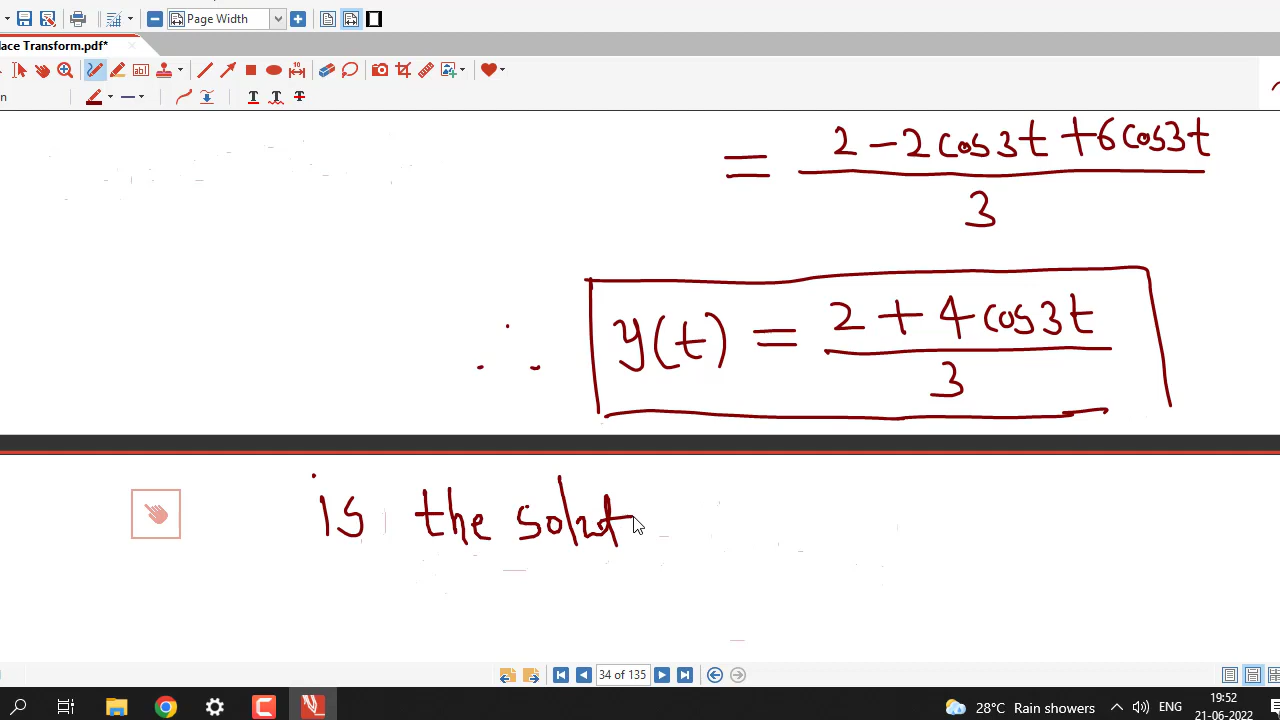 Page Width
lace Transform.pdf*
= 2 - 2 cos 3t + 6 cos 3t / 3
∴ y(t) = 2 + 4 cos 3t / 3
is the solut
34 of 135
28°C Rain showers
ENG
19:52
21-06-2022